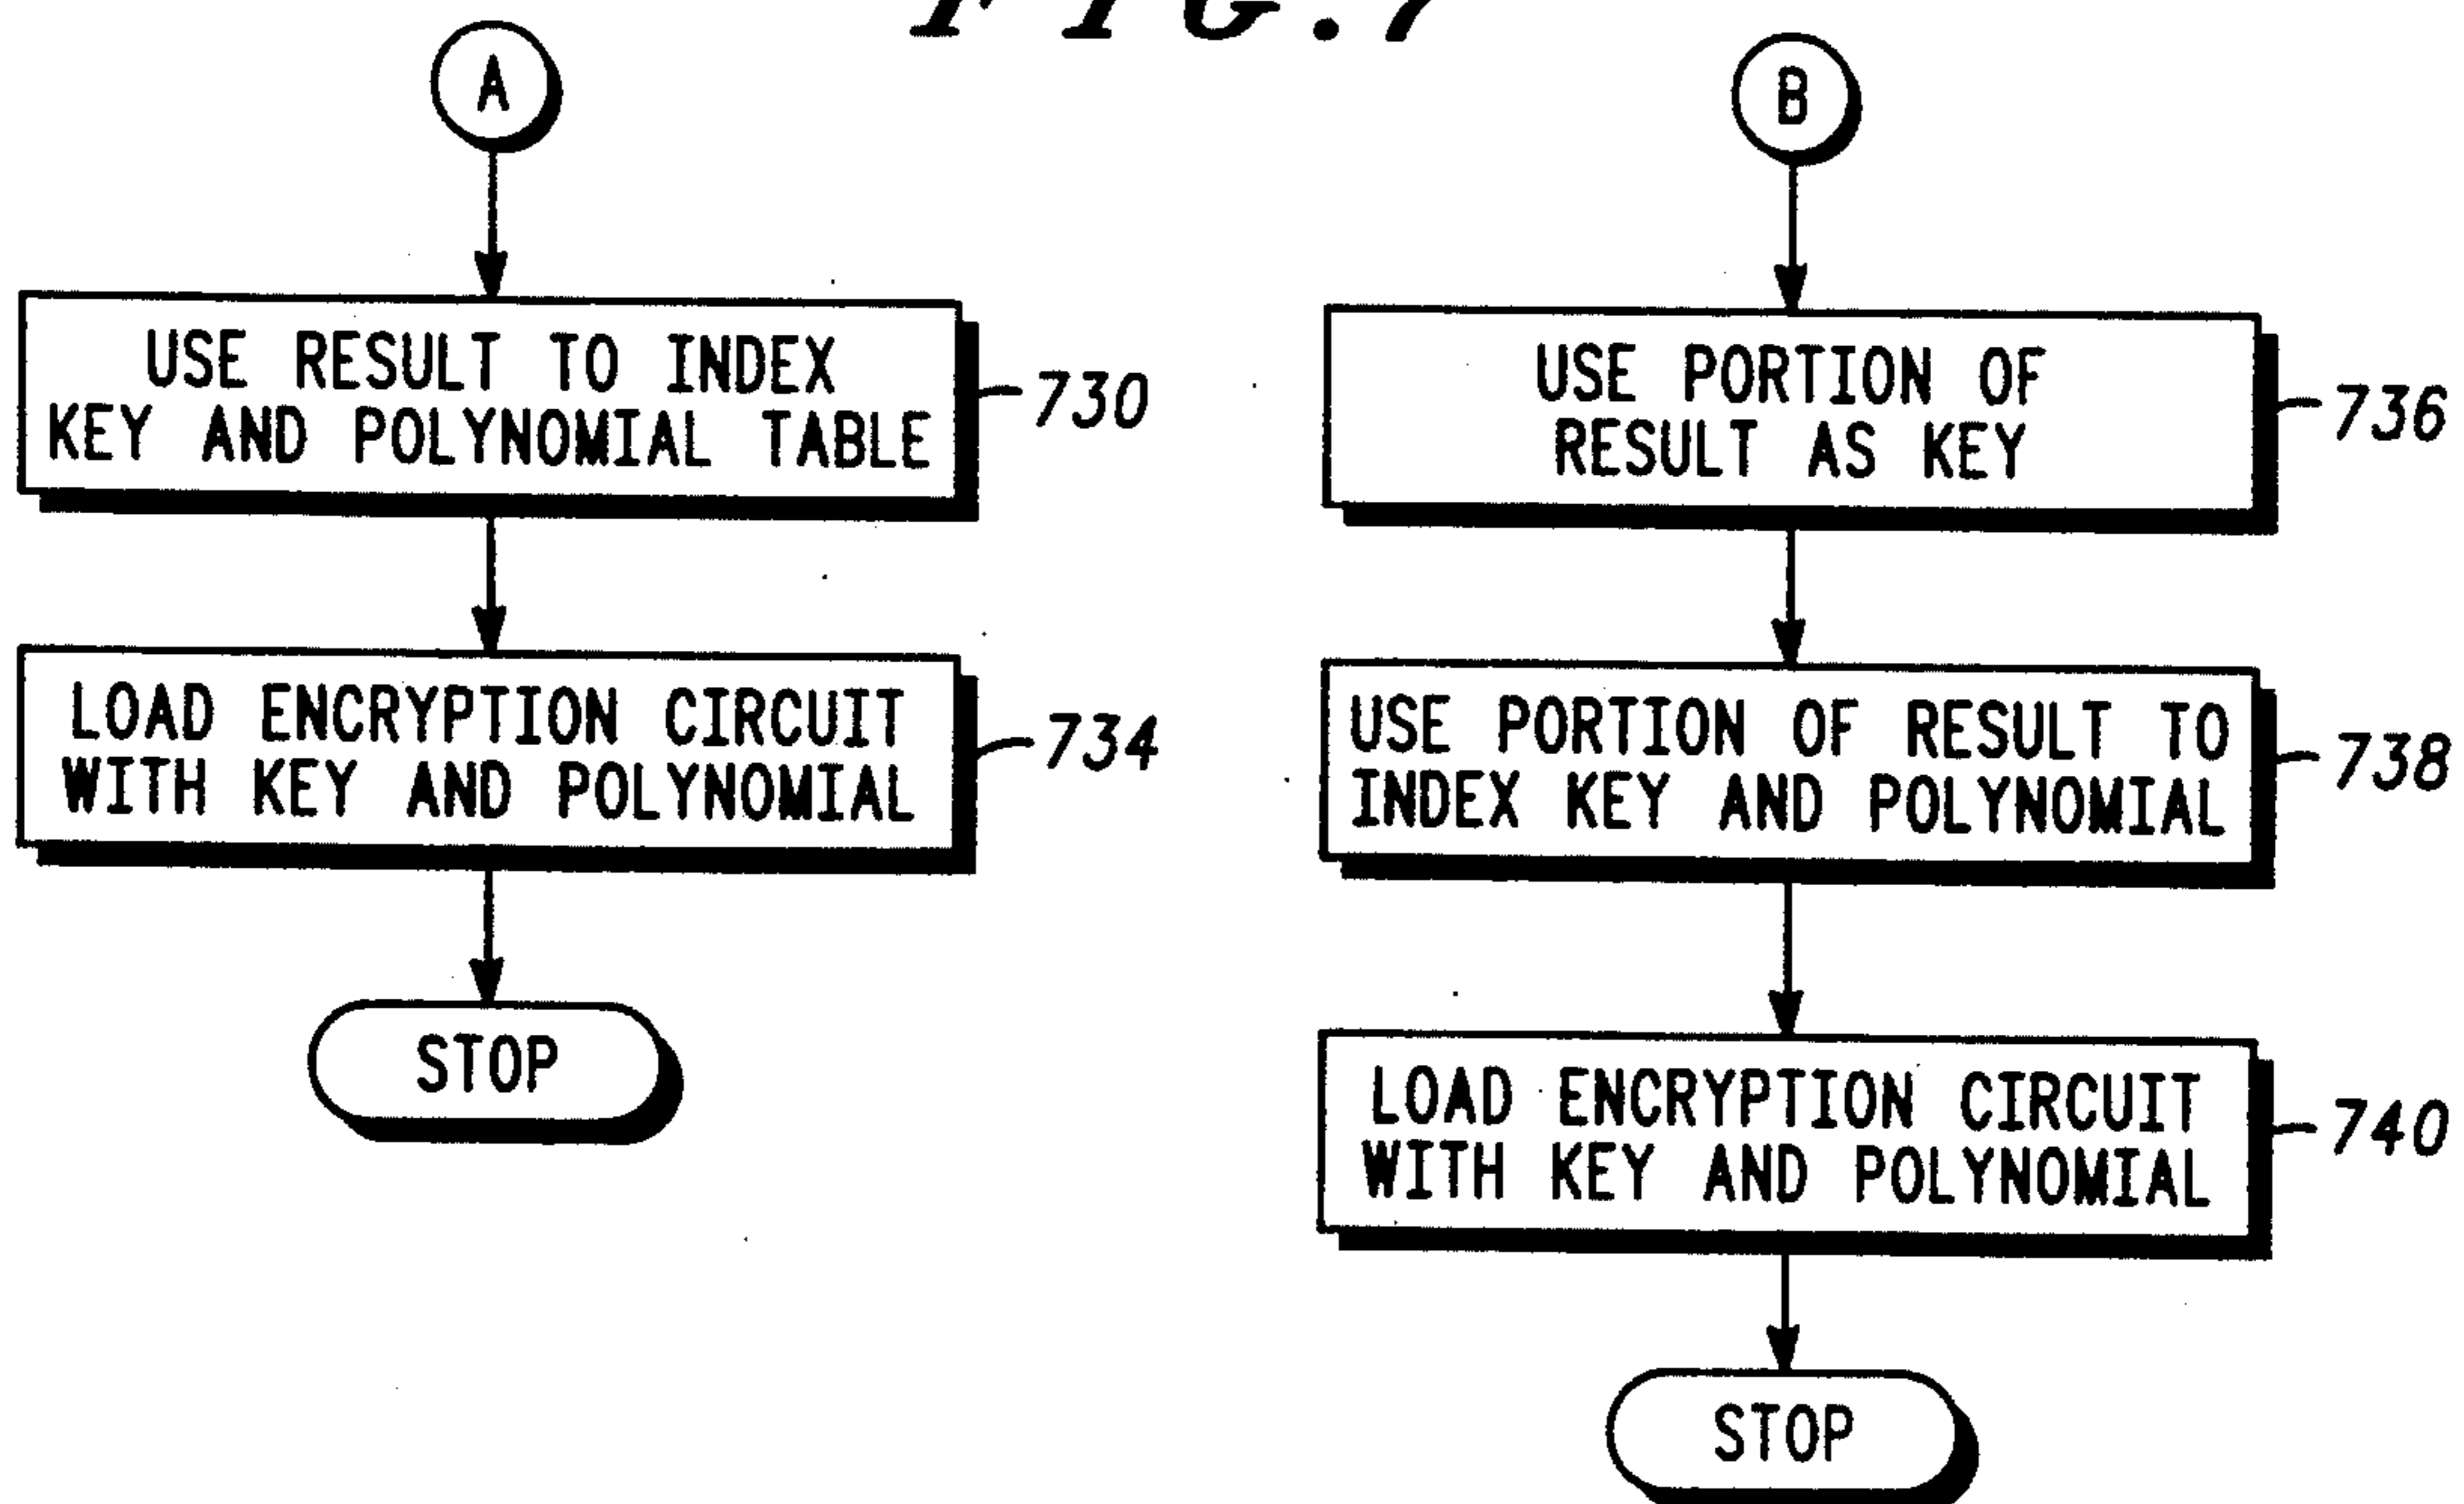 FIG. 7
A
USE RESULT TO INDEX
KEY AND POLYNOMIAL TABLE
730
LOAD ENCRYPTION CIRCUIT
WITH KEY AND POLYNOMIAL
734
STOP
B
USE PORTION OF
RESULT AS KEY
736
USE PORTION OF RESULT TO
INDEX KEY AND POLYNOMIAL
738
LOAD ENCRYPTION CIRCUIT
WITH KEY AND POLYNOMIAL
740
STOP